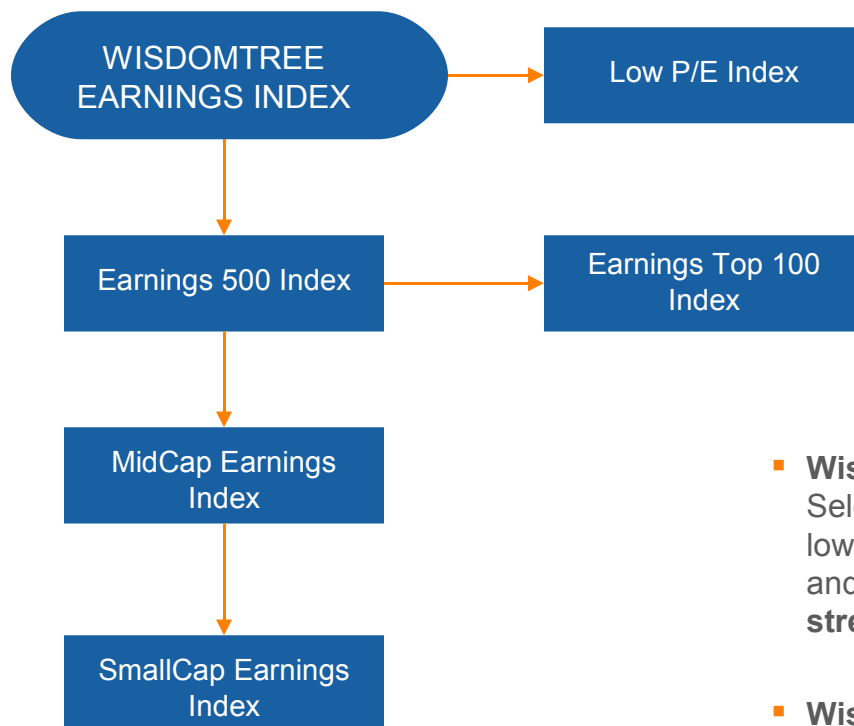 WISDOMTREE
EARNINGS INDEX
Low P/E Index
Earnings 500 Index
Earnings Top 100
Index
MidCap Earnings
Index
SmallCap Earnings
Index